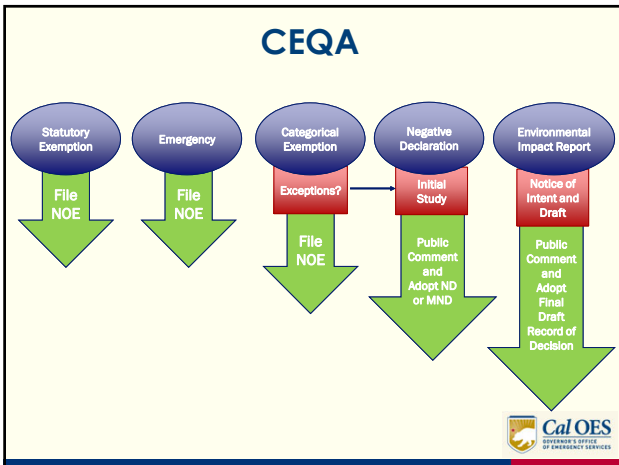 CEQA
Statutory
Exemption
File
NOE
Emergency
File
NOE
Categorical
Exemption
Exceptions?
File
NOE
Negative
Declaration
Initial
Study
Public
Comment
and
Adopt ND
or MND
Environmental
Impact Report
Notice of
Intent and
Draft
Public
Comment
and
Adopt
Final
Draft
Record of
Decision
Cal OES
GOVERNOR'S OFFICE
OF EMERGENCY SERVICES